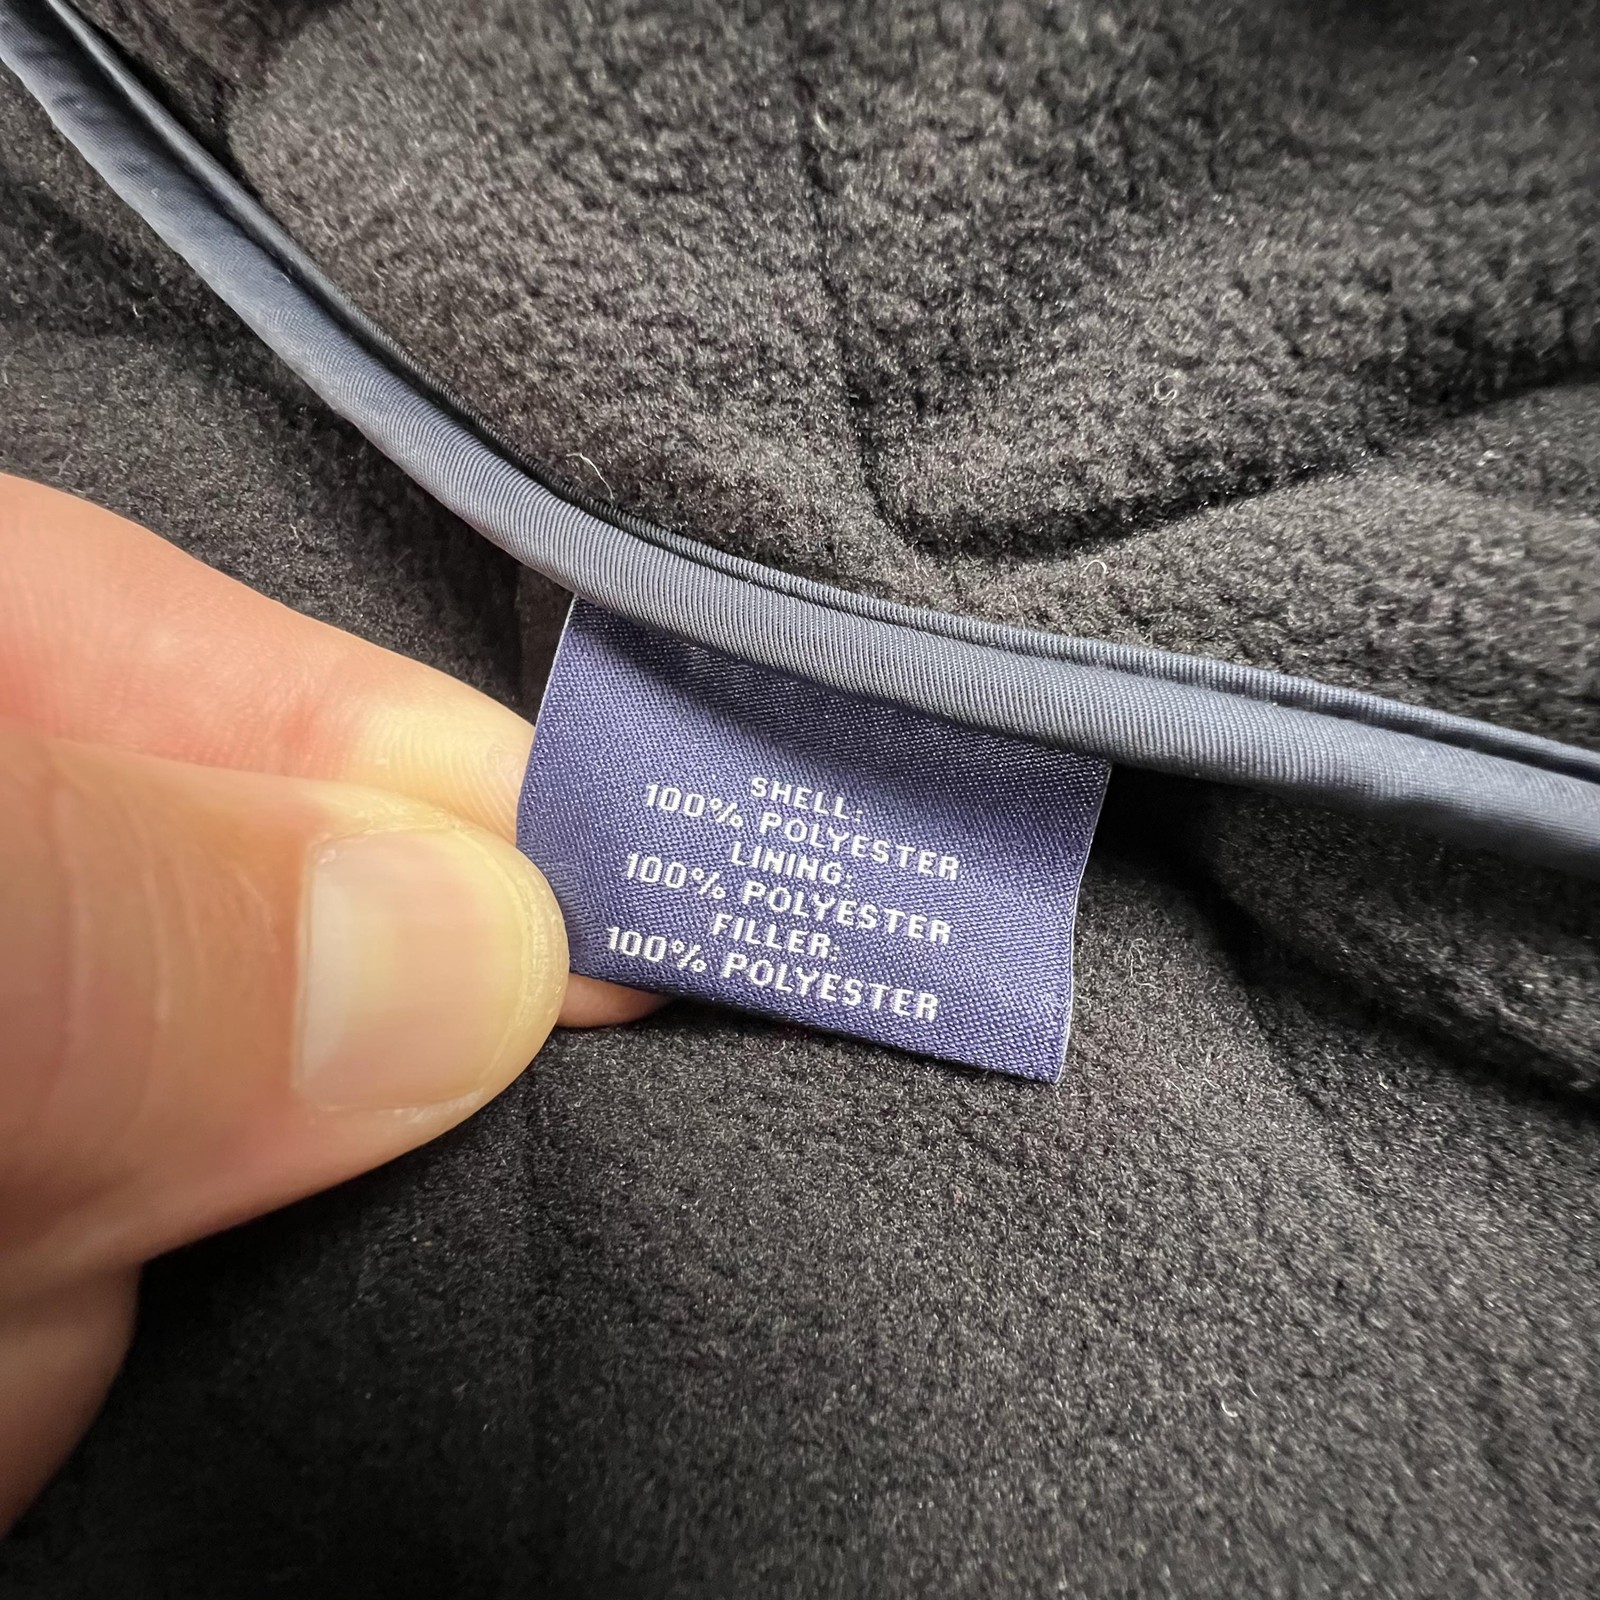 SHELL:
100% POLYESTER
LINING:
100% POLYESTER
FILLER:
100% POLYESTER